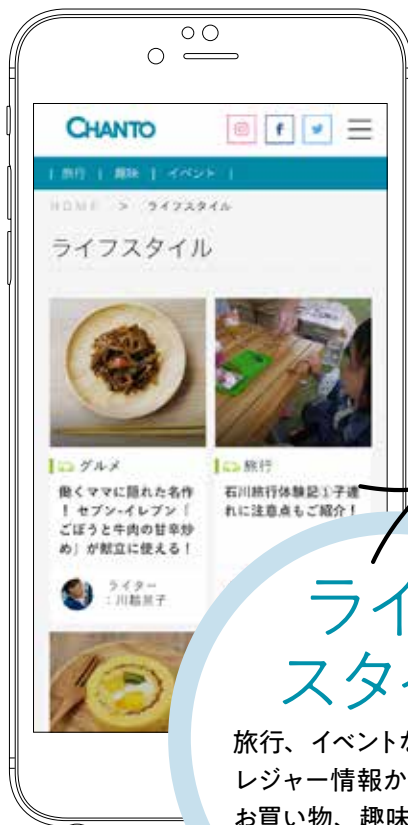 CHANTO
| 旅行 | 趣味 | イベント |
HOME > ライフスタイル
ライフスタイル
グルメ
働くママに隠れた名作
！ セブン-イレブン「
ごぼうと牛肉の甘辛炒
め」が献立に使える！
ライター
旅行
石川旅行体験記①子連
れに注意点もご紹介！
ライ
スタ
旅行、イベント
レジャー情報か
お買い物、趣味